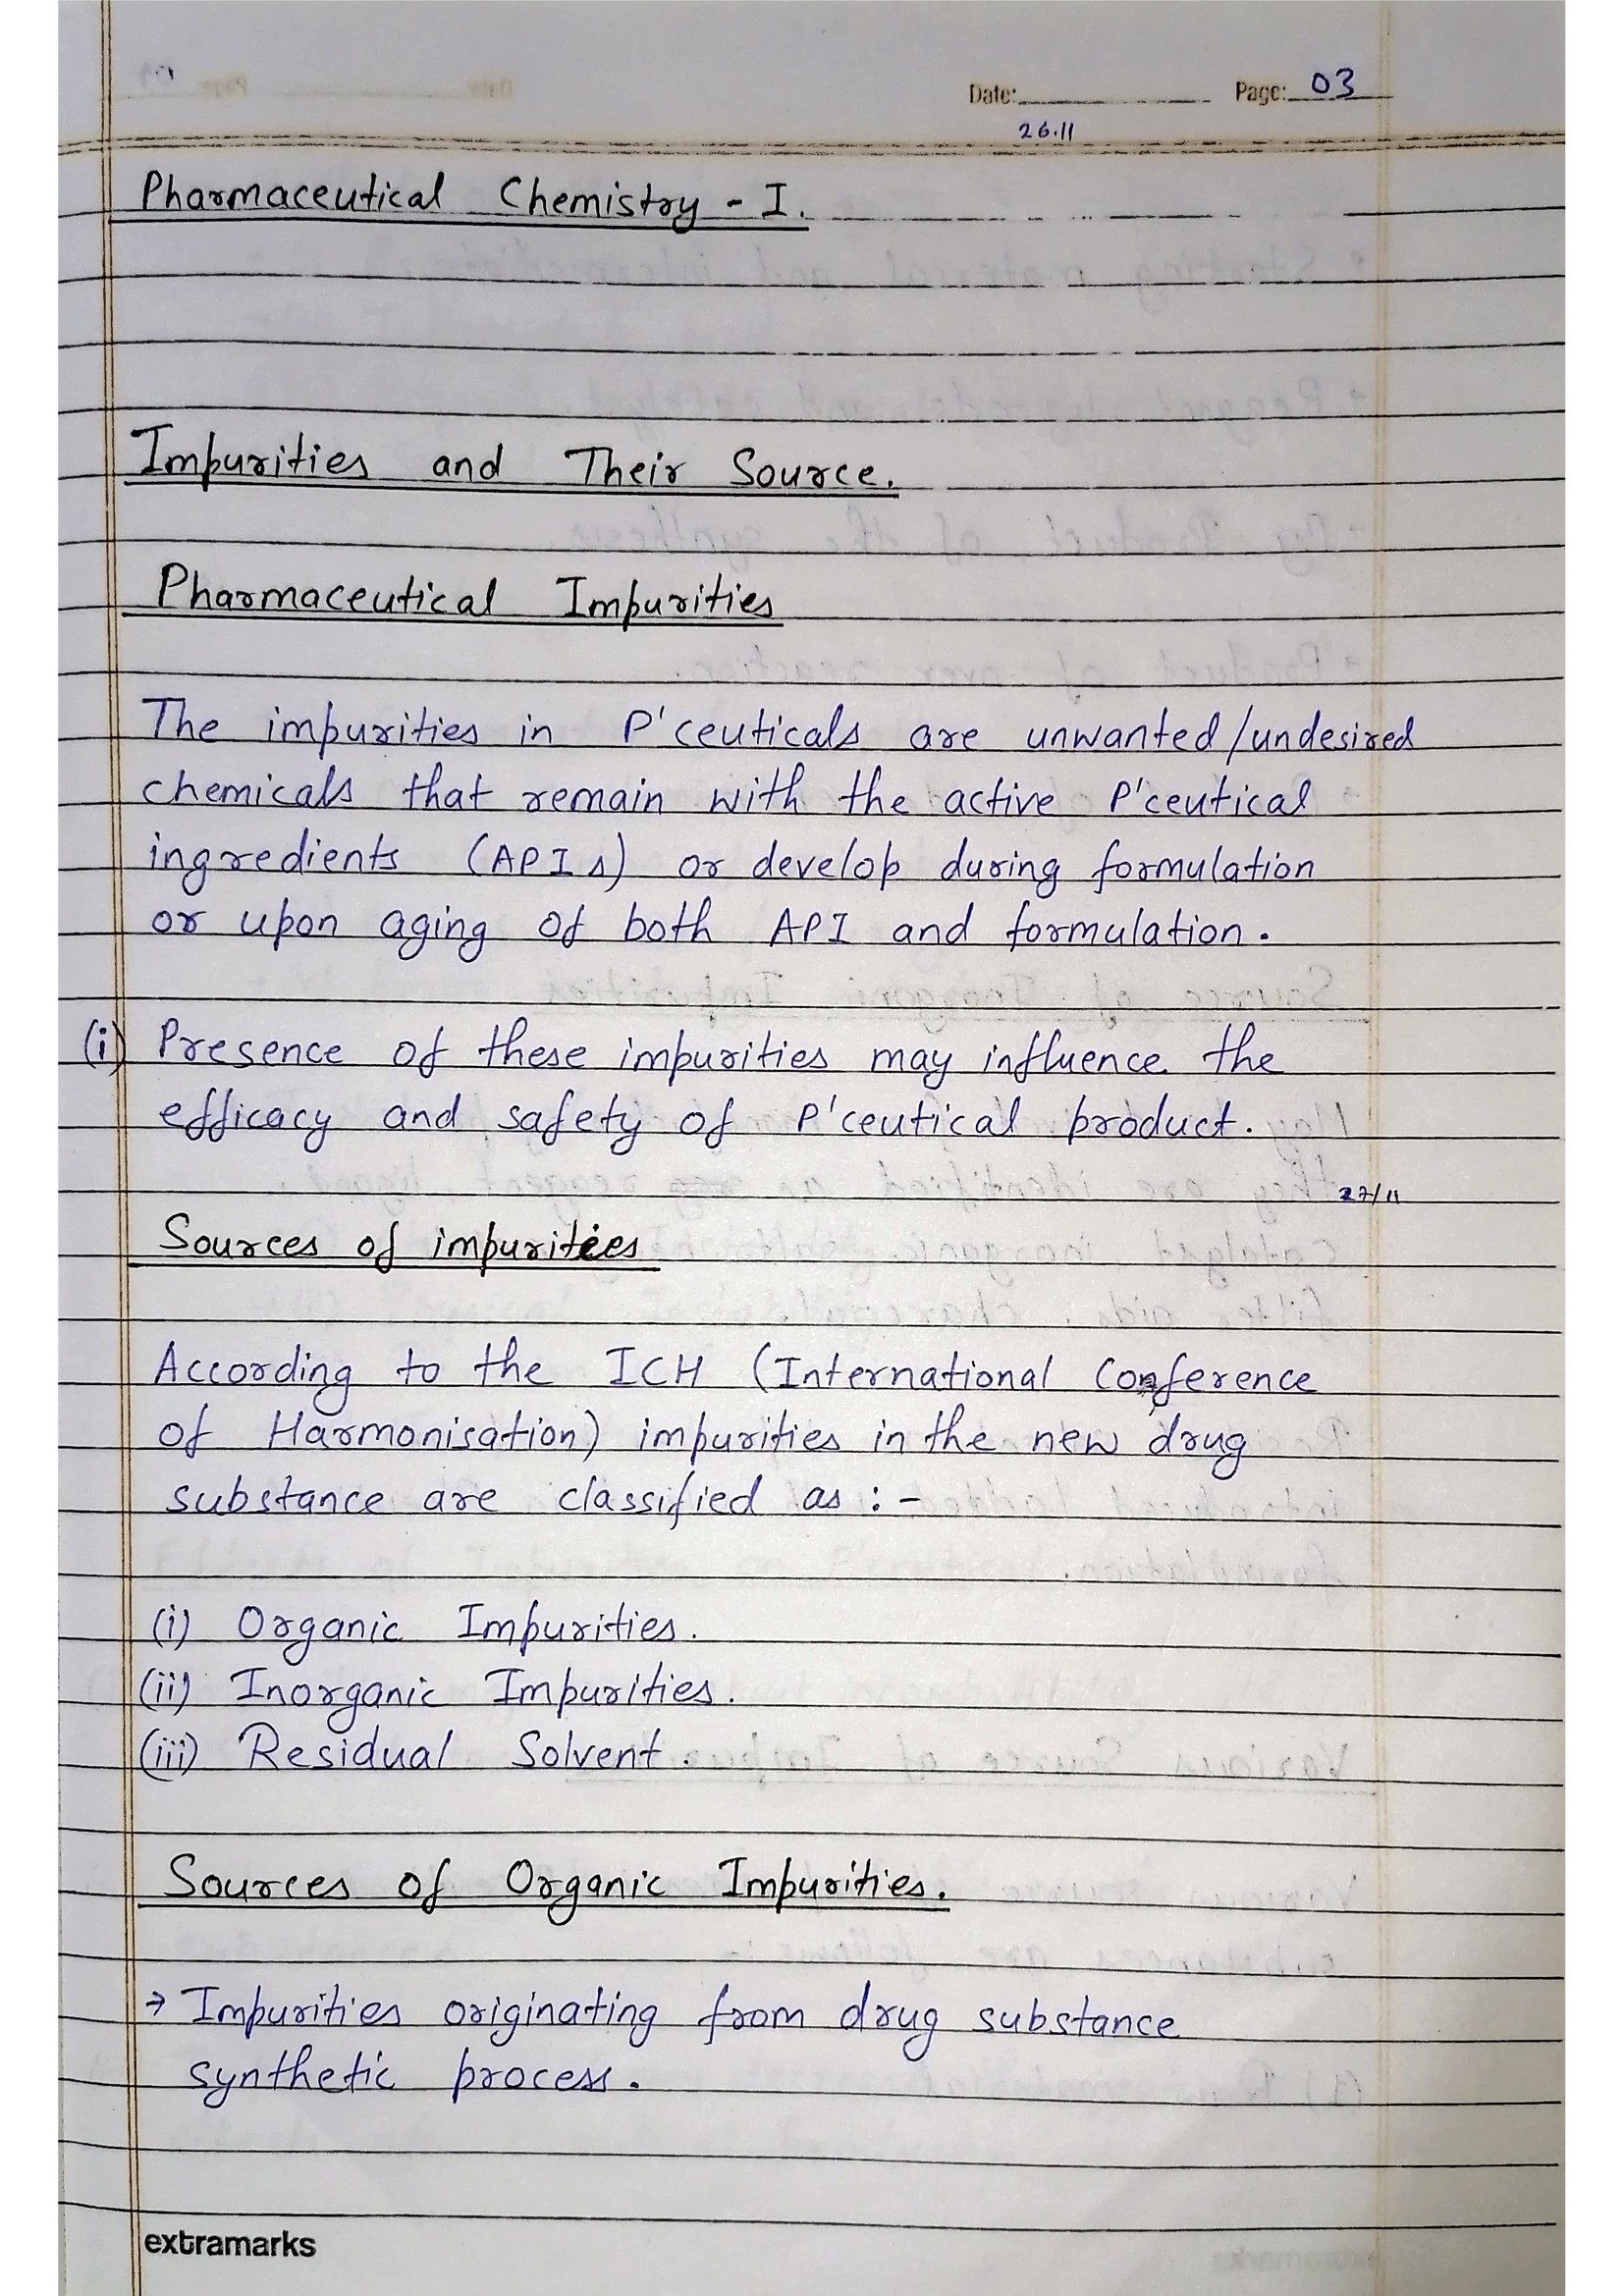 Date: Page: 03
26.11
Pharmaceutical Chemistry - I.
Impurities and Their Source.
Pharmaceutical Impurities
The impurities in P'ceuticals are unwanted/undesired
chemicals that remain with the active P'ceutical
ingredients (APIs) or develop during formulation
or upon aging of both API and formulation.
(i) Presence of these impurities may influence the
efficacy and safety of P'ceutical product.
27/11
Sources of impurities
According to the ICH (International Conference
of Harmonisation) impurities in the new drug
substance are classified as :-
(i) Organic Impurities.
(ii) Inorganic Impurities.
(iii) Residual Solvent.
Sources of Organic Impurities.
→ Impurities originating from drug substance
synthetic process.
extramarks